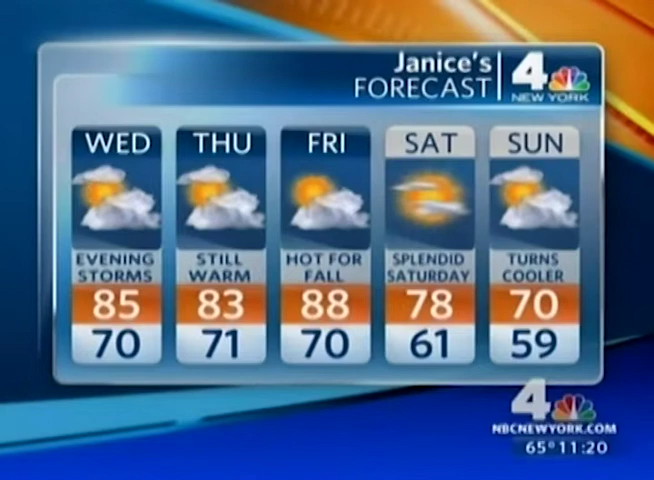 Janice's
FORECAST
4
NEW YORK
WED THU FRI SAT SUN
EVENING STORMS
STILL WARM
HOT FOR FALL
SPLENDID SATURDAY
TURNS COOLER
85 83 88 78 70
70 71 70 61 59
4
NBCNEWYORK.COM
65° 11:20